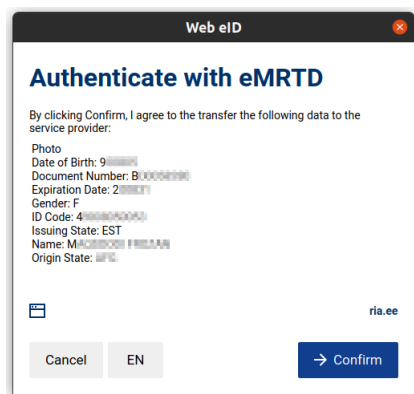 Web eID
Authenticate with eMRTD
By clicking Confirm, I agree to the transfer the following data to the
service provider:
Photo
Date of Birth: 9
Document Number: B
Expiration Date: 2
Gender: F
ID Code: 4
Issuing State: EST
Name: M
Origin State:
ria.ee
Cancel
EN
→ Confirm